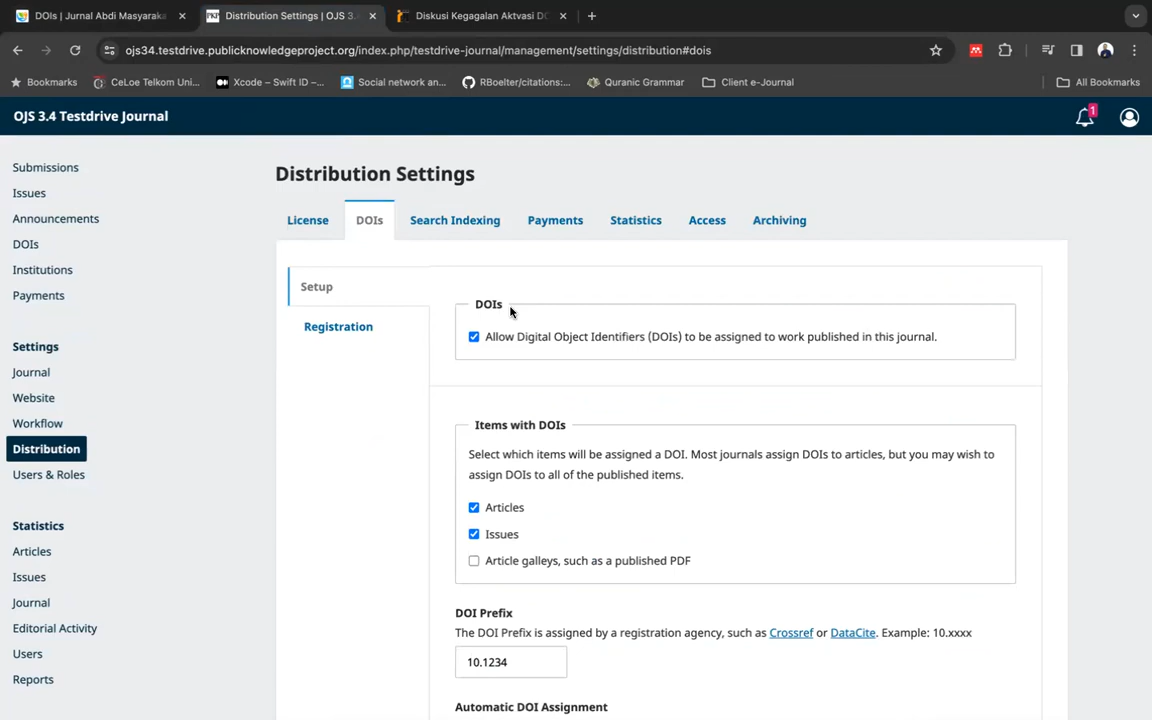 DOIs | Jurnal Abdi Masyaraka
Distribution Settings | OJS 3.4
Diskusi Kegagalan Aktvasi DO
ojs34.testdrive.publicknowledgeproject.org/index.php/testdrive-journal/management/settings/distribution#dois
Bookmarks
CeLoe Telkom Uni...
Xcode – Swift ID –...
Social network an...
RBoelter/citations:...
Quranic Grammar
Client e-Journal
All Bookmarks
OJS 3.4 Testdrive Journal
1
Submissions
Issues
Announcements
DOIs
Institutions
Payments
Settings
Journal
Website
Workflow
Distribution
Users & Roles
Statistics
Articles
Issues
Journal
Editorial Activity
Users
Reports
Distribution Settings
License
DOIs
Search Indexing
Payments
Statistics
Access
Archiving
Setup
Registration
DOIs
Allow Digital Object Identifiers (DOIs) to be assigned to work published in this journal.
Items with DOIs
Select which items will be assigned a DOI. Most journals assign DOIs to articles, but you may wish to
assign DOIs to all of the published items.
Articles
Issues
Article galleys, such as a published PDF
DOI Prefix
The DOI Prefix is assigned by a registration agency, such as Crossref or DataCite. Example: 10.xxxx
10.1234
Automatic DOI Assignment